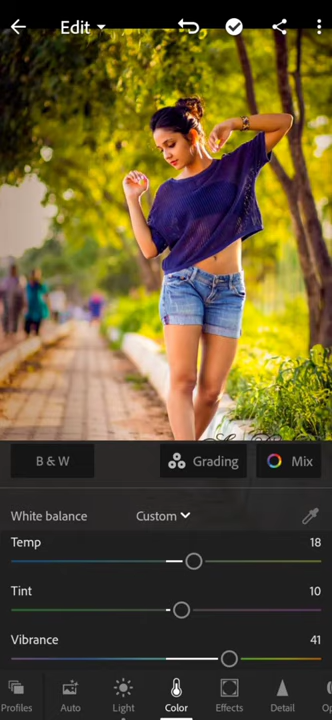 Edit
B & W
Grading
Mix
White balance
Custom
Temp
18
Tint
10
Vibrance
41
Profiles
Auto
Light
Color
Effects
Detail